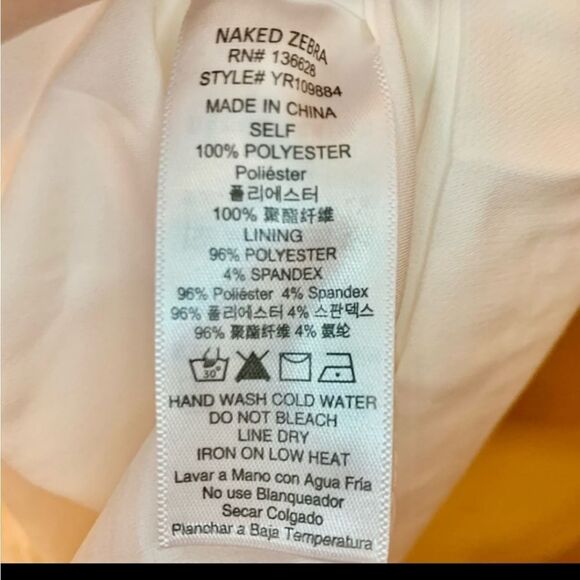 NAKED ZEBRA
RN# 136628
STYLE# YR109884
MADE IN CHINA
SELF
100% POLYESTER
Poliéster
폴리에스터
100% 聚酯纤维
LINING
96% POLYESTER
4% SPANDEX
96% Poliéster 4% Spandex
96% 폴리에스터 4% 스판덱스
96% 聚酯纤维 4% 氨纶
30°
HAND WASH COLD WATER
DO NOT BLEACH
LINE DRY
IRON ON LOW HEAT
Lavar a Mano con Agua Fría
No use Blanqueador
Secar Colgado
Planchar a Baja Temperatura